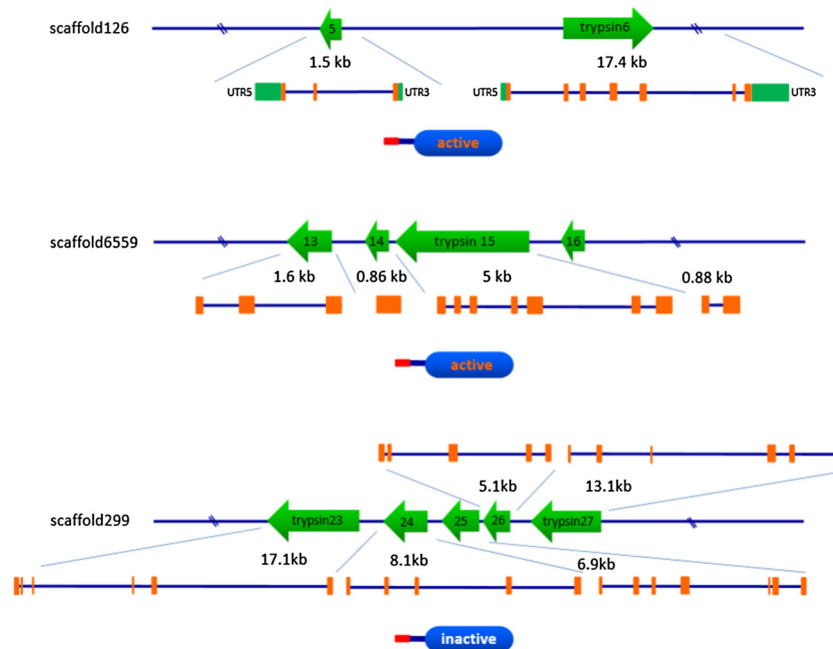 scaffold126
5
trypsin6
1.5 kb
17.4 kb
UTR5
UTR3
UTR5
UTR3
active
scaffold6559
13
14
trypsin 15
16
1.6 kb
0.86 kb
5 kb
0.88 kb
active
5.1kb
13.1kb
scaffold299
trypsin23
24
25
26
trypsin27
17.1kb
8.1kb
6.9kb
inactive